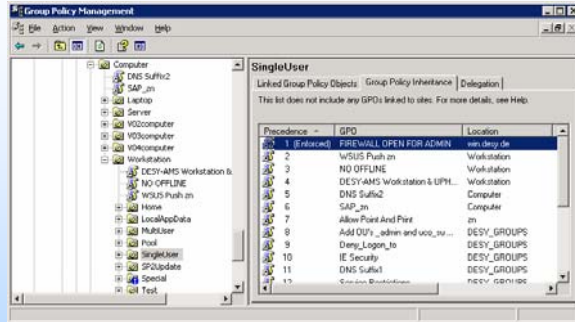 Group Policy Management
File Action View Window Help
Computer
DNS Suffix2
SAP_zn
Laptop
Server
V02computer
V03computer
V04computer
Workstation
DESY-AMS Workstation &
NO OFFLINE
WSUS Push zn
Home
LocalAppData
MultiUser
Pool
SingleUser
SP2Update
Special
Test
SingleUser
Linked Group Policy Objects Group Policy Inheritance Delegation
This list does not include any GPOs linked to sites. For more details, see Help.
Precedence GPO Location
1 (Enforced) FIREWALL OPEN FOR ADMIN win.desy.de
2 WSUS Push zn Workstation
3 NO OFFLINE Workstation
4 DESY-AMS Workstation & UPH... Workstation
5 DNS Suffix2 Computer
6 SAP_zn Computer
7 Allow Point And Print zn
8 Add OU's _admin and uco_su... DESY_GROUPS
9 Deny_Logon_to DESY_GROUPS
10 IE Security DESY_GROUPS
11 DNS Suffix1 DESY_GROUPS
12 Service Restrictions DESY_GROUPS